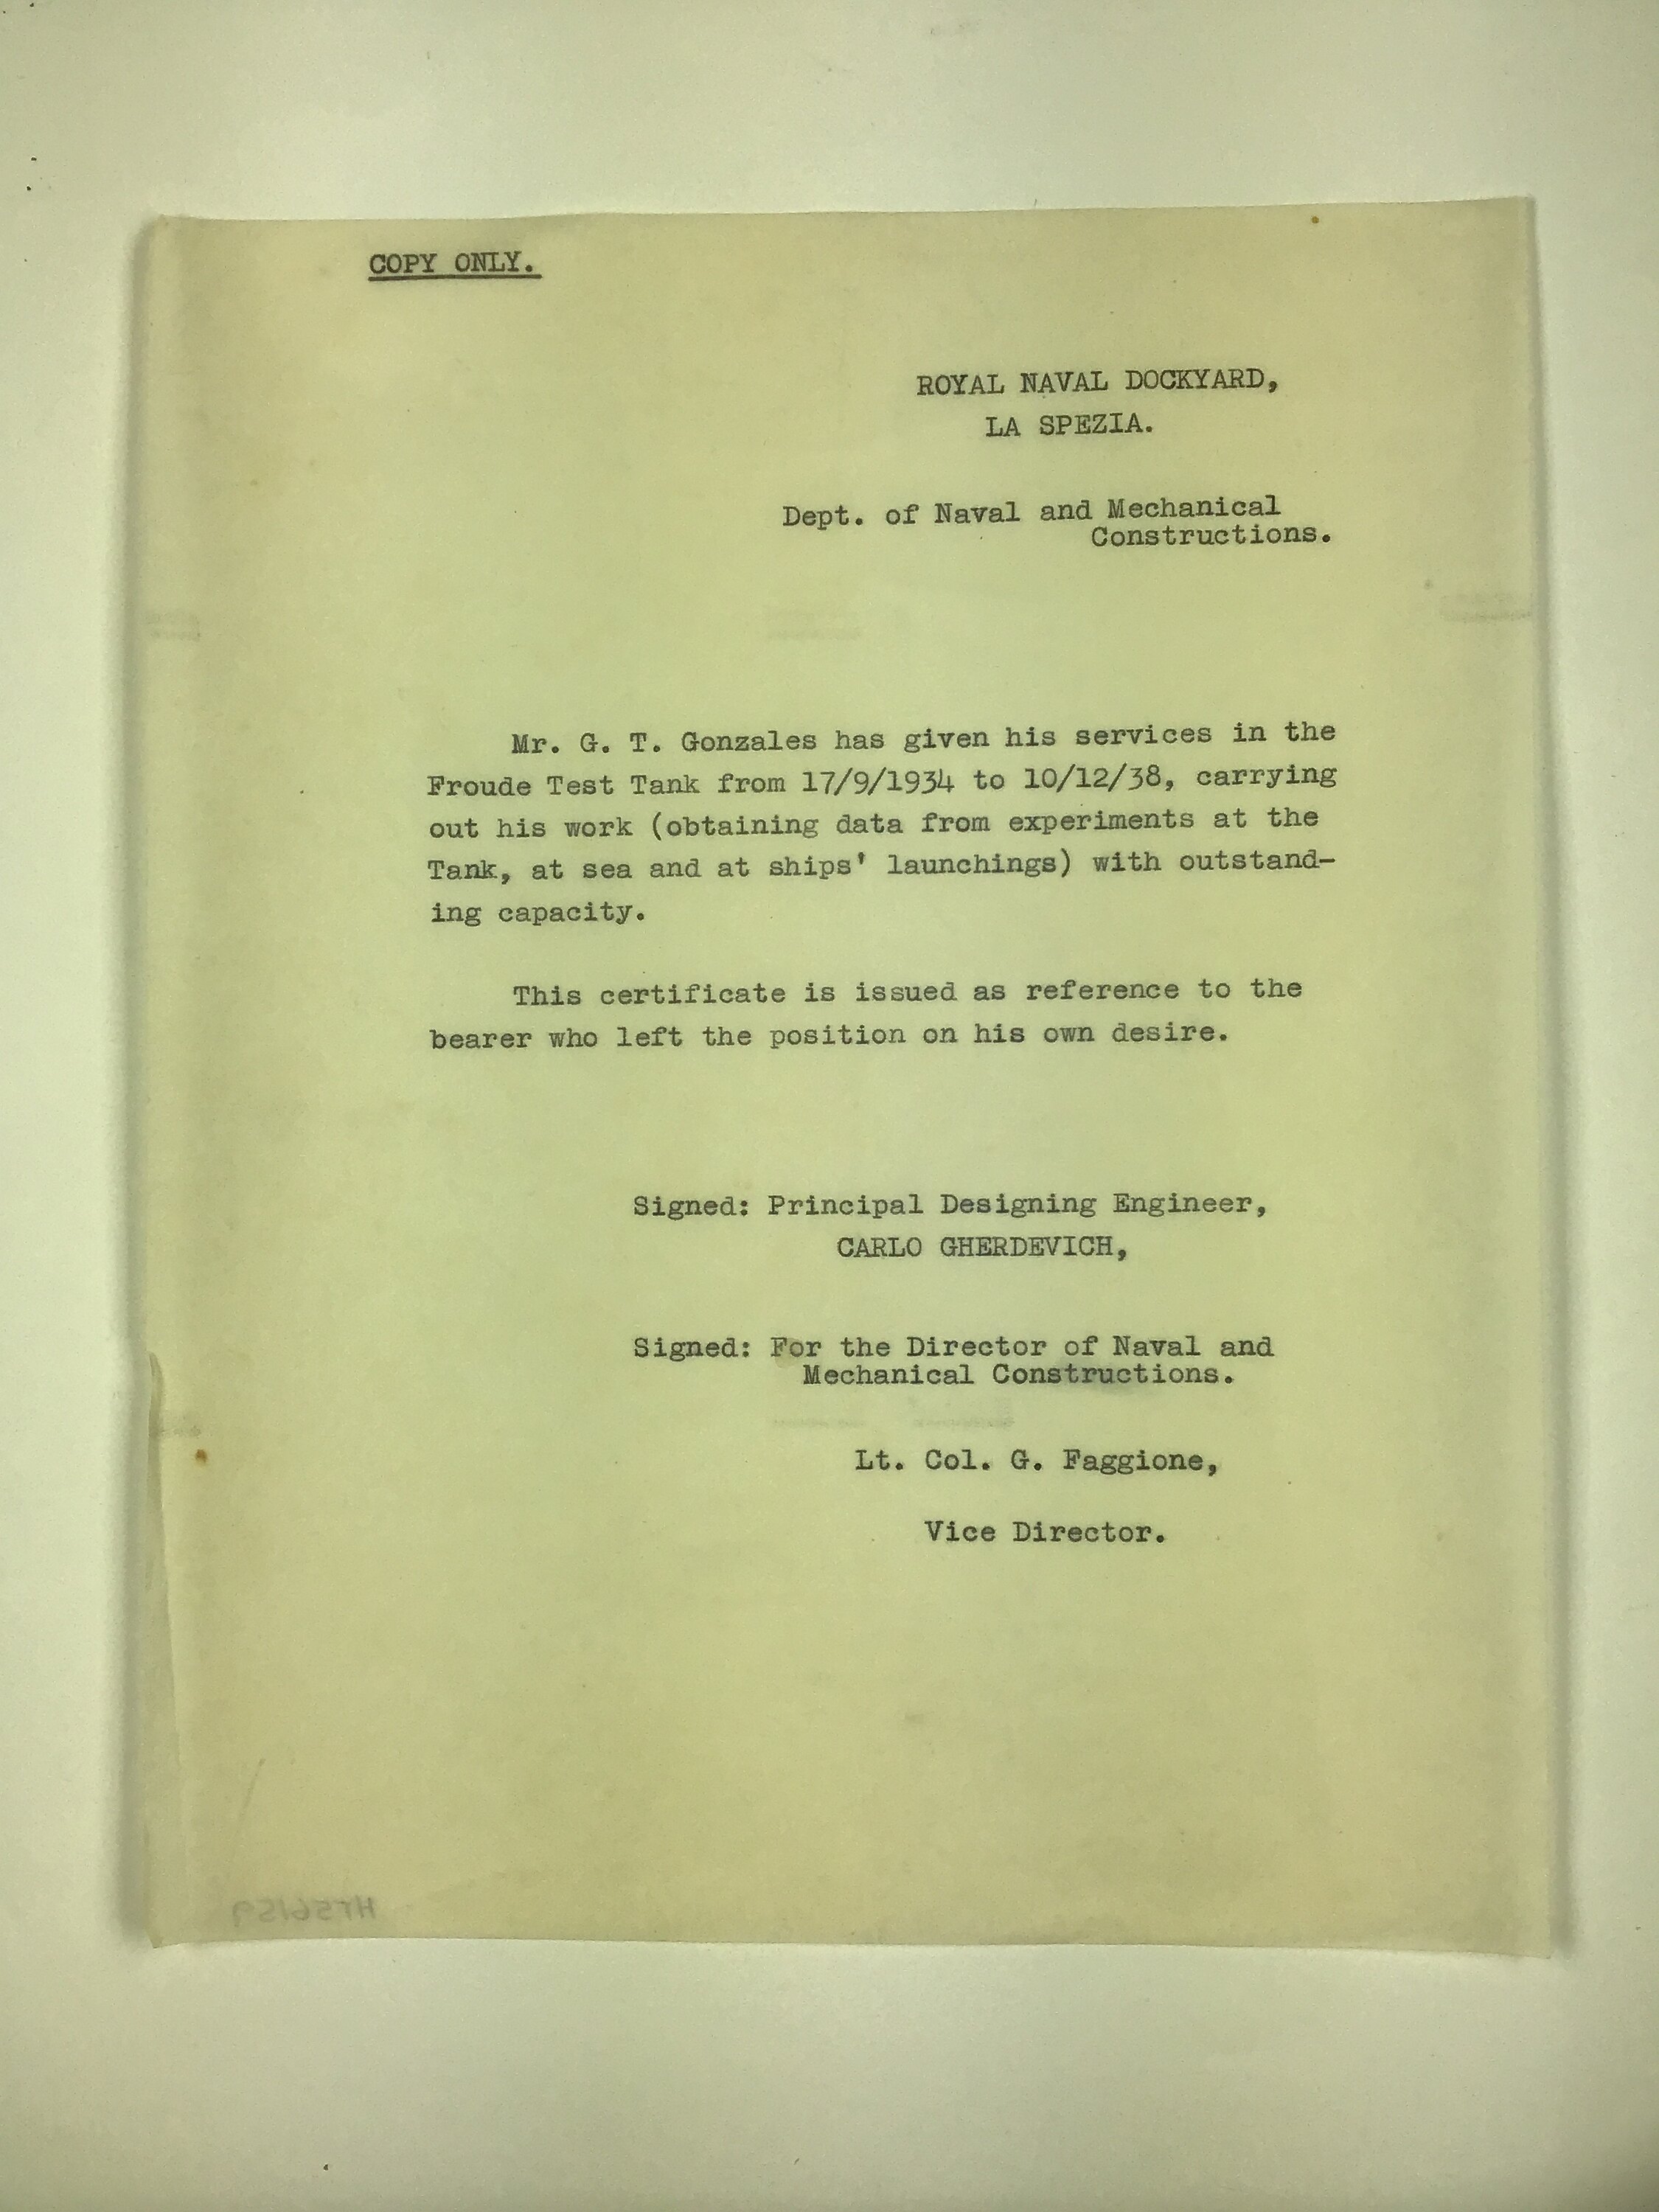 COPY ONLY.
ROYAL NAVAL DOCKYARD,
LA SPEZIA.
Dept. of Naval and Mechanical
Constructions.
Mr. G. T. Gonzales has given his services in the
Froude Test Tank from 17/9/1934 to 10/12/38, carrying
out his work (obtaining data from experiments at the
Tank, at sea and at ships' launchings) with outstand-
ing capacity.
This certificate is issued as reference to the
bearer who left the position on his own desire.
Signed: Principal Designing Engineer,
CARLO GHERDEVICH,
Signed: For the Director of Naval and
Mechanical Constructions.
Lt. Col. G. Faggione,
Vice Director.